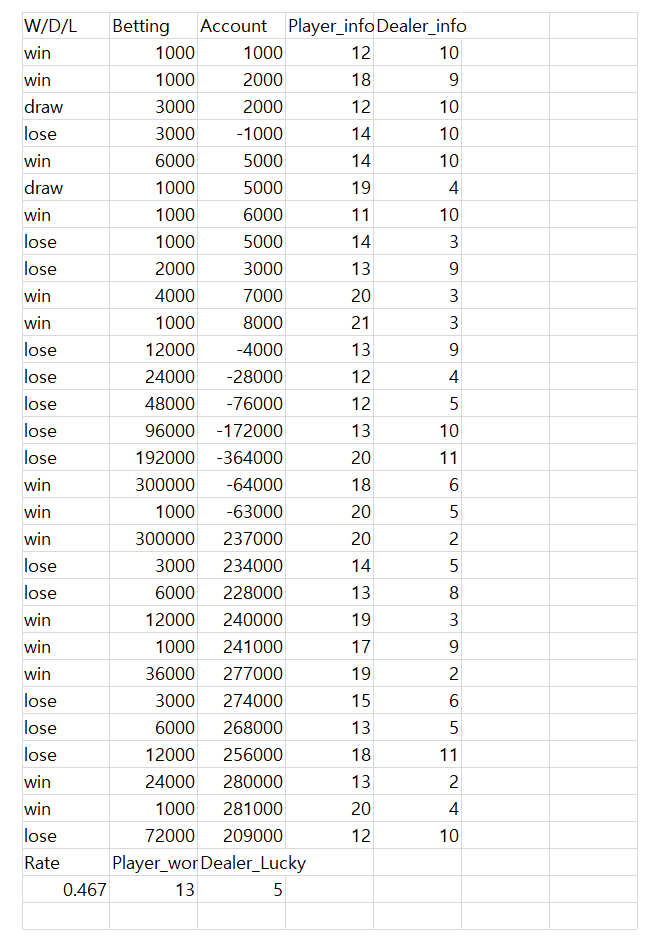 W/D/L Betting Account Player_info Dealer_info
win 1000 1000 12 10
win 1000 2000 18 9
draw 3000 2000 12 10
lose 3000 -1000 14 10
win 6000 5000 14 10
draw 1000 5000 19 4
win 1000 6000 11 10
lose 1000 5000 14 3
lose 2000 3000 13 9
win 4000 7000 20 3
win 1000 8000 21 3
lose 12000 -4000 13 9
lose 24000 -28000 12 4
lose 48000 -76000 12 5
lose 96000 -172000 13 10
lose 192000 -364000 20 11
win 300000 -64000 18 6
win 1000 -63000 20 5
win 300000 237000 20 2
lose 3000 234000 14 5
lose 6000 228000 13 8
win 12000 240000 19 3
win 1000 241000 17 9
win 36000 277000 19 2
lose 3000 274000 15 6
lose 6000 268000 13 5
lose 12000 256000 18 11
win 24000 280000 13 2
win 1000 281000 20 4
lose 72000 209000 12 10
Rate Player_wor Dealer_Lucky
0.467 13 5